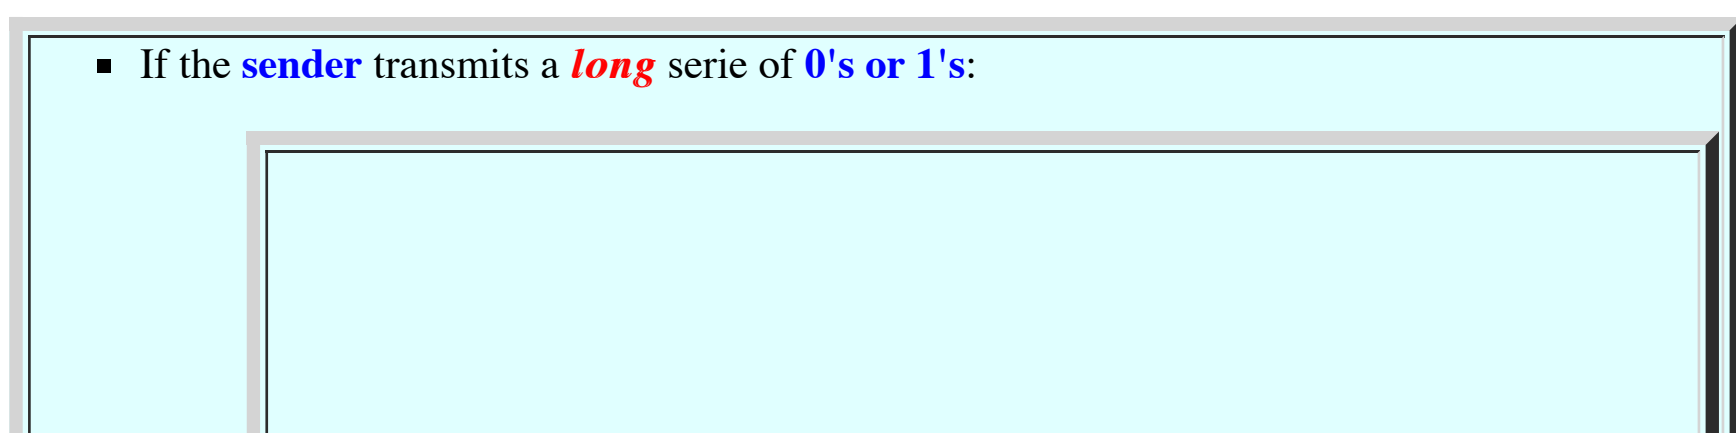 If the sender transmits a long serie of 0's or 1's: